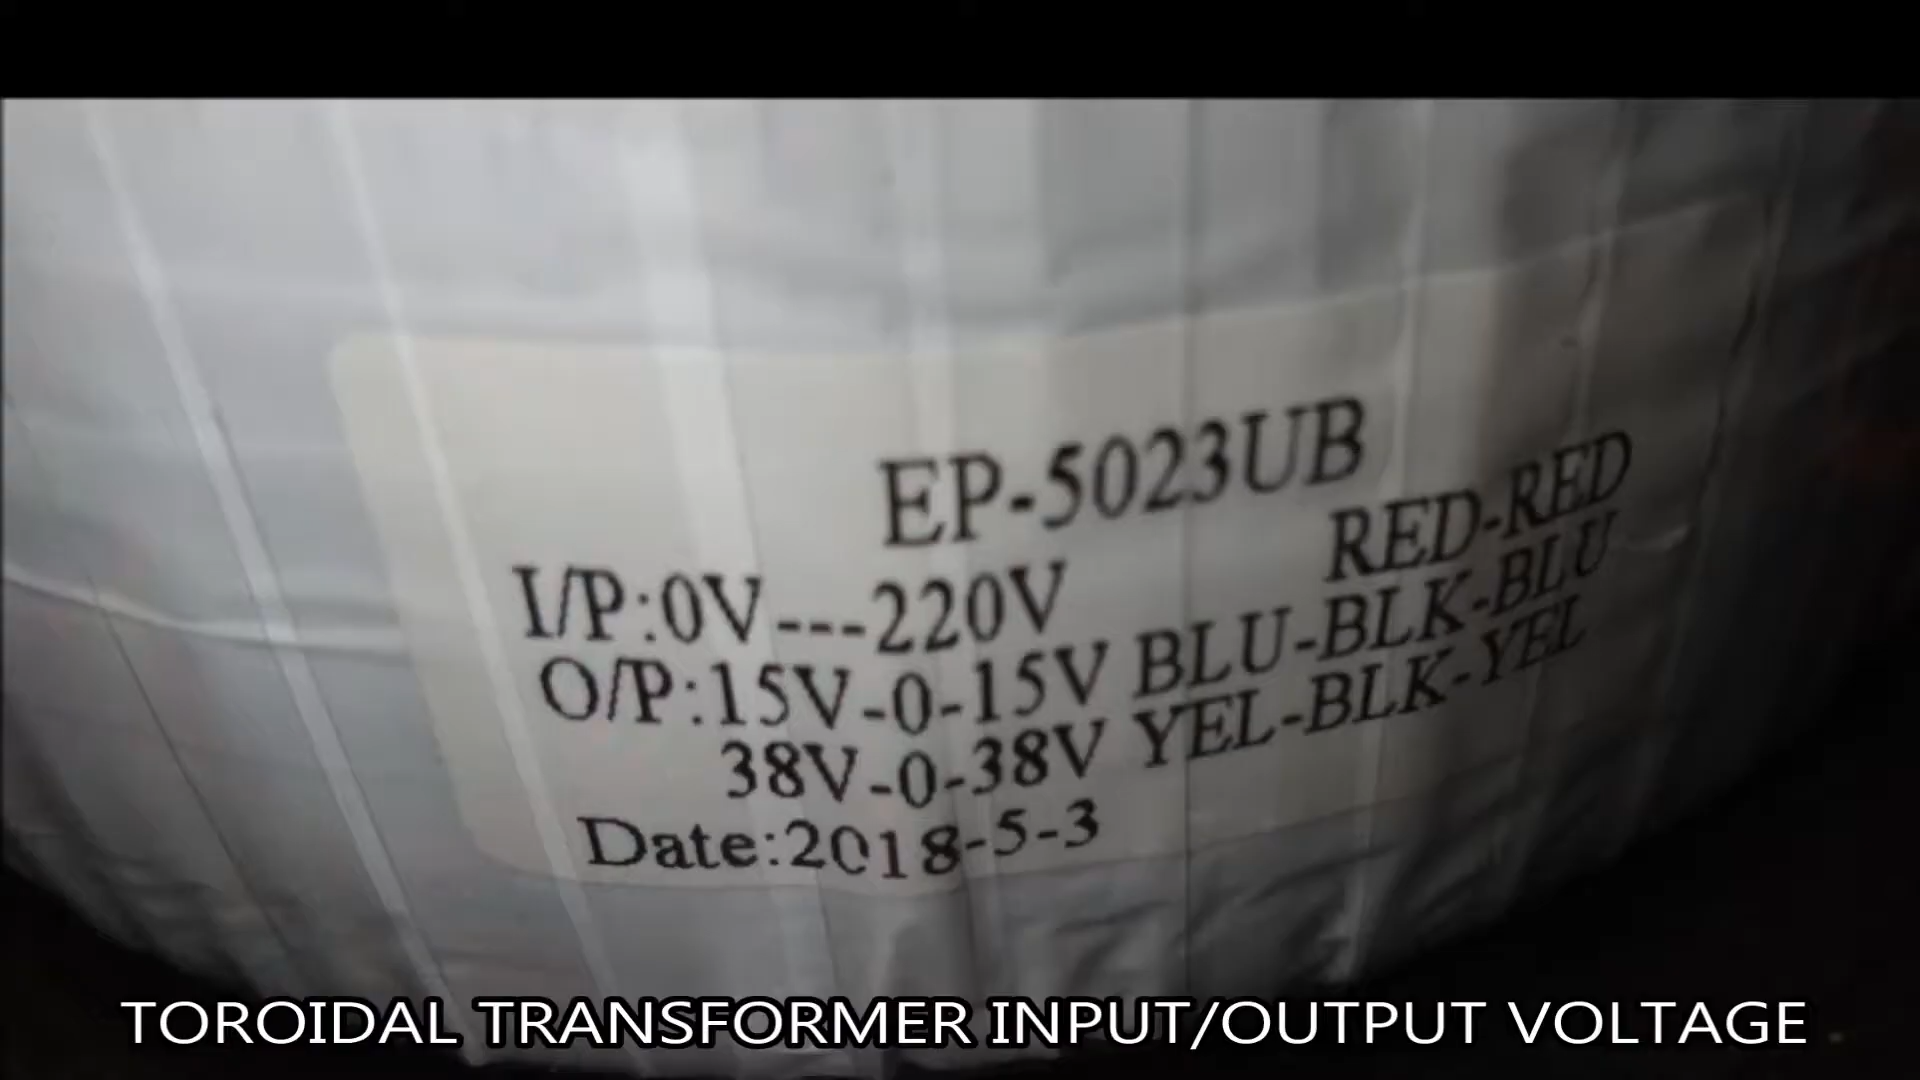 EP-5023UB
I/P:0V---220V RED-RED
O/P:15V-0-15V BLU-BLK-BLU
38V-0-38V YEL-BLK-YEL
Date:2018-5-3
TOROIDAL TRANSFORMER INPUT/OUTPUT VOLTAGE